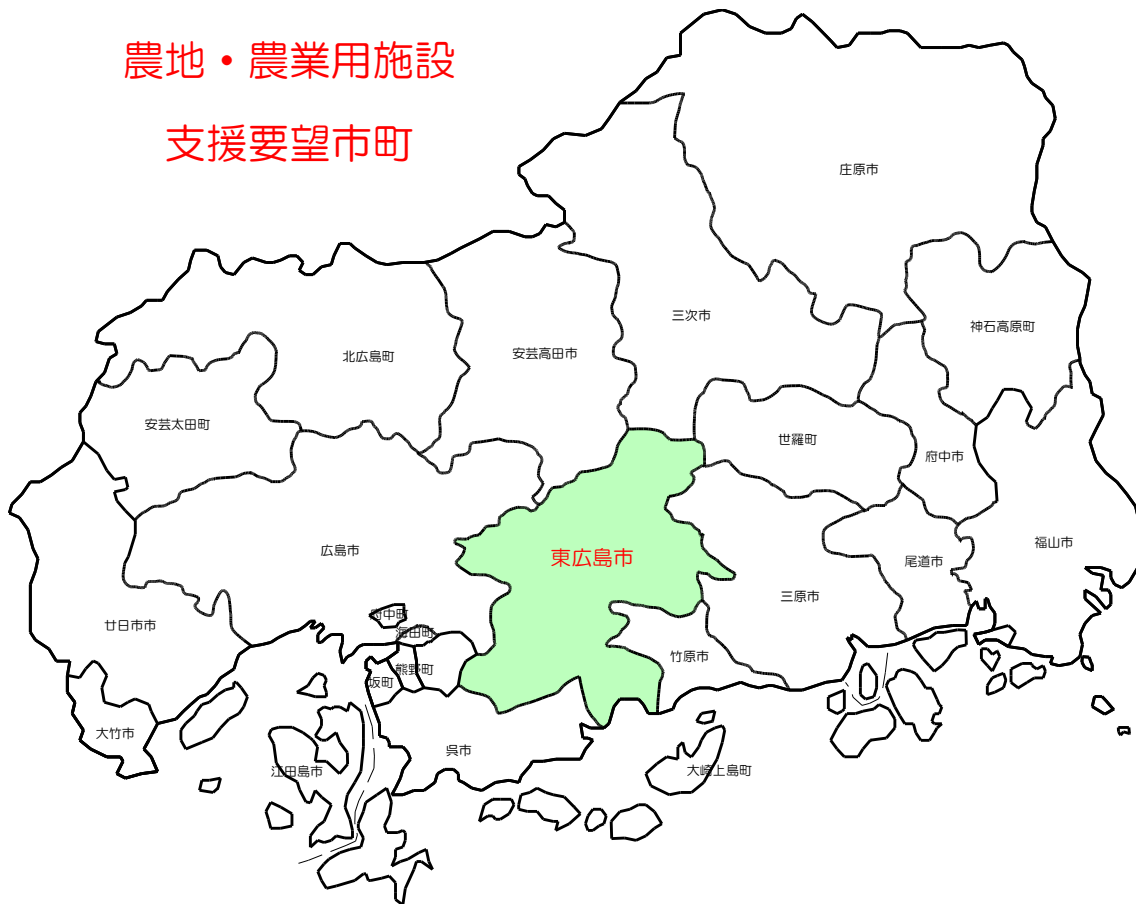 農地・農業用施設
支援要望市町
庄原市
三次市
神石高原町
北広島町
安芸高田市
安芸太田町
世羅町
府中市
福山市
広島市
東広島市
尾道市
三原市
府中町
廿日市市
海田町
竹原市
熊野町
坂町
大竹市
呉市
江田島市
大崎上島町